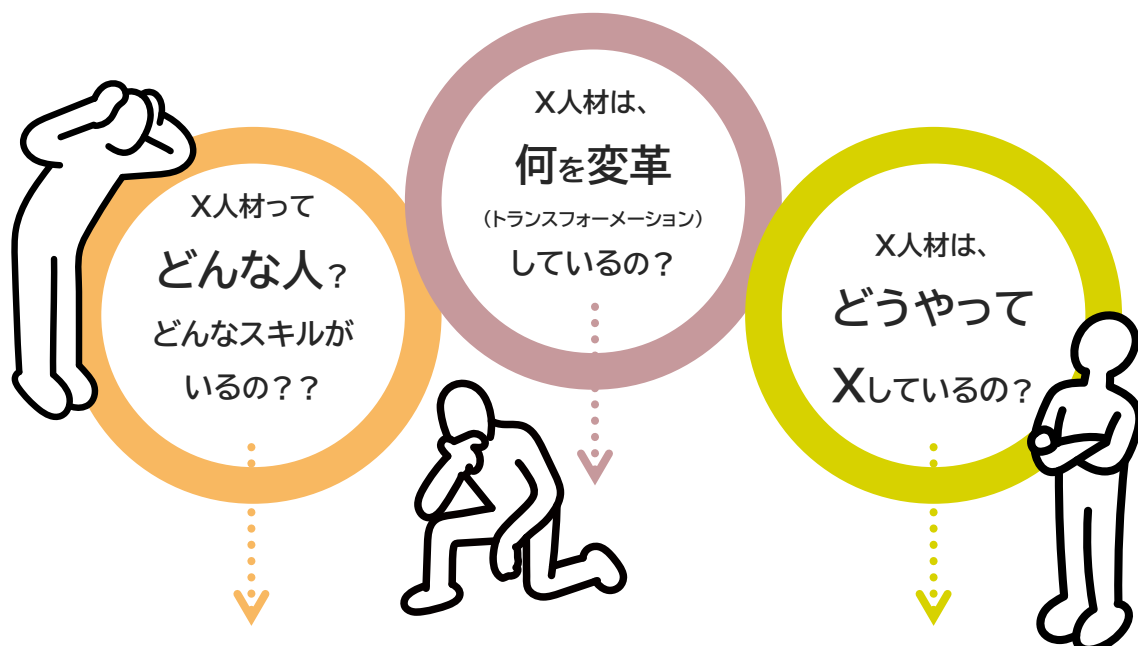 X人材って
どんな人？
どんなスキルが
いるの？？
X人材は、
何を変革
（トランスフォーメーション）
しているの？
X人材は、
どうやって
Xしているの？